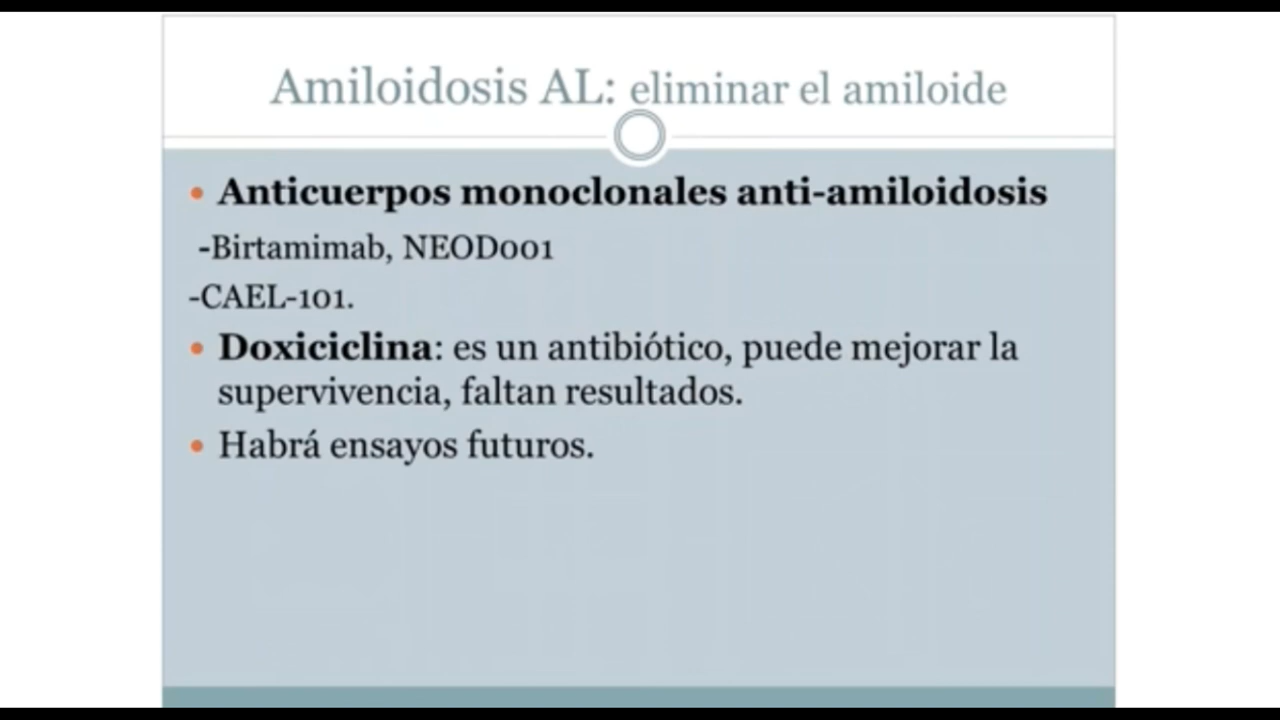 Amiloidosis AL: eliminar el amiloide
• Anticuerpos monoclonales anti-amiloidosis
-Birtamimab, NEOD001
-CAEL-101.
• Doxiciclina: es un antibiótico, puede mejorar la
supervivencia, faltan resultados.
• Habrá ensayos futuros.